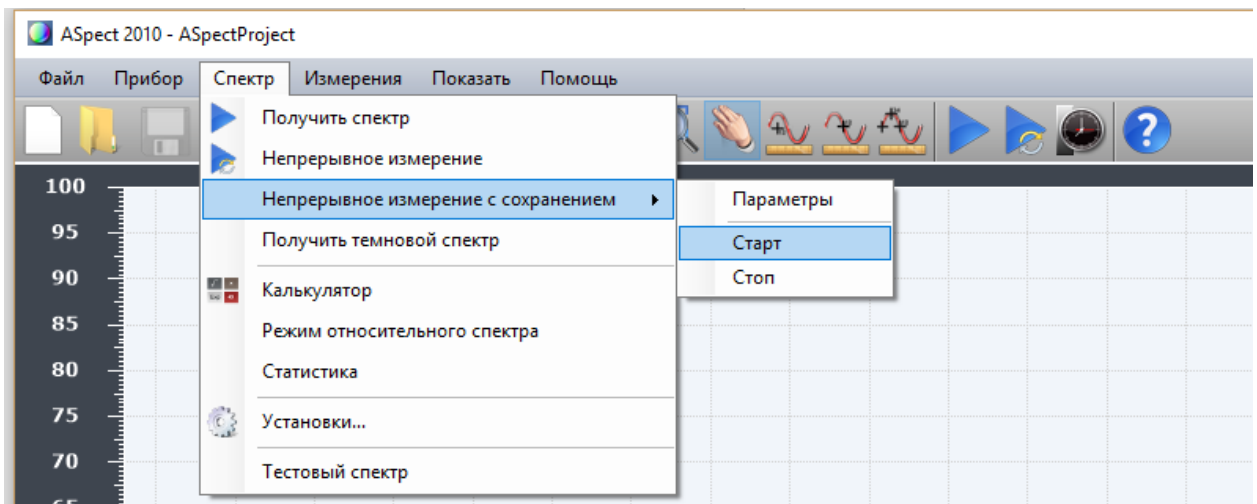 ASpect 2010 - ASpectProject
Файл Прибор Спектр Измерения Показать Помощь
Получить спектр
Непрерывное измерение
Непрерывное измерение с сохранением
Получить темновой спектр
Калькулятор
Режим относительного спектра
Статистика
Установки...
Тестовый спектр
Параметры
Старт
Стоп
100
95
90
85
80
75
70